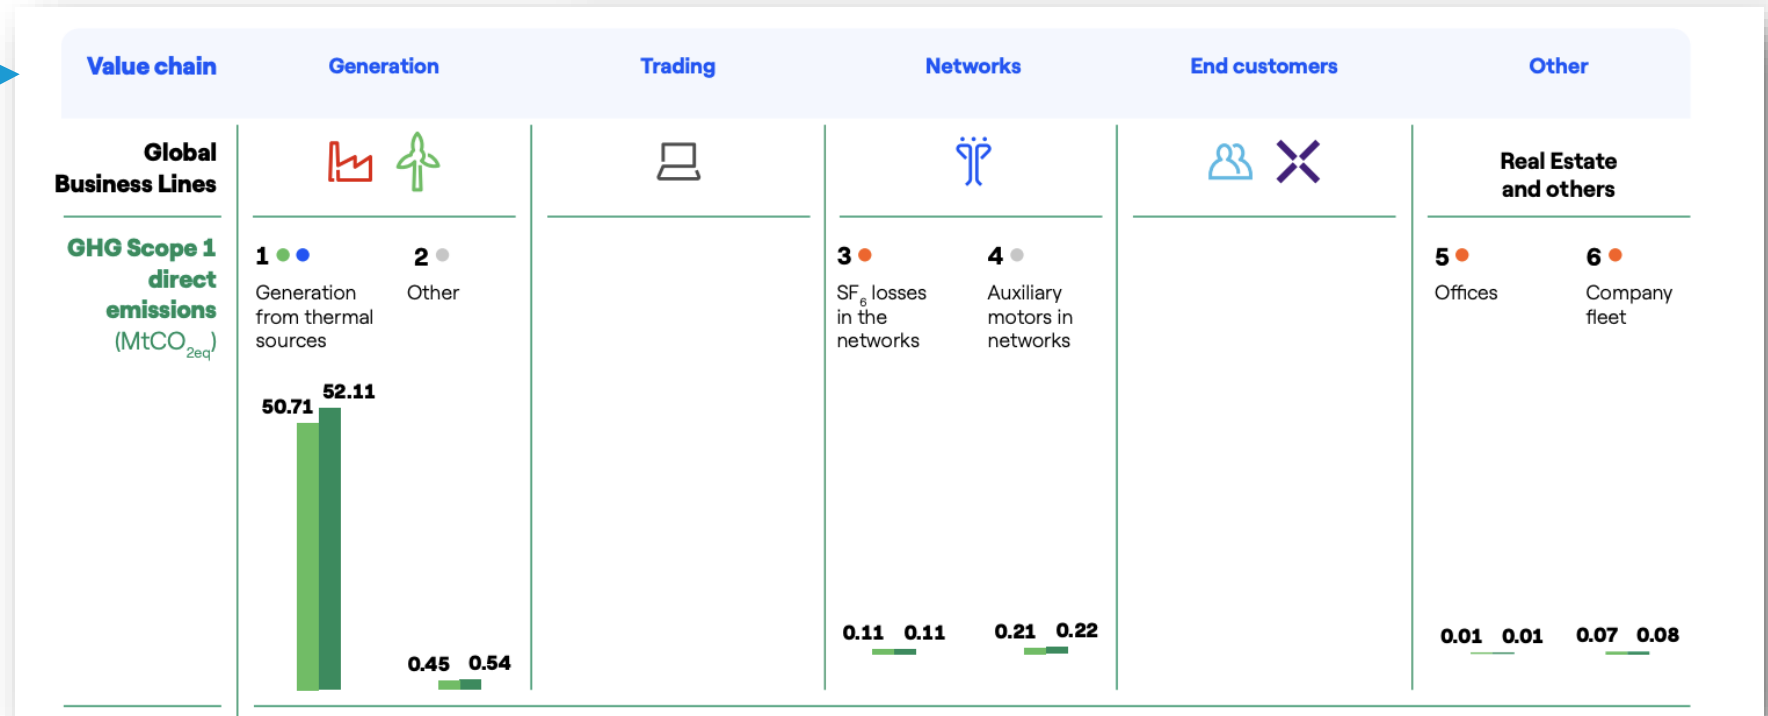 Value chain
Generation
Trading
Networks
End customers
Other
Global
Business Lines
Real Estate
and others
GHG Scope 1
direct
emissions
(MtCO2eq)
1
Generation
from thermal
sources
50.71
52.11
2
Other
0.45
0.54
3
SF6 losses
in the
networks
0.11
0.11
4
Auxiliary
motors in
networks
0.21
0.22
5
Offices
0.01
0.01
6
Company
fleet
0.07
0.08